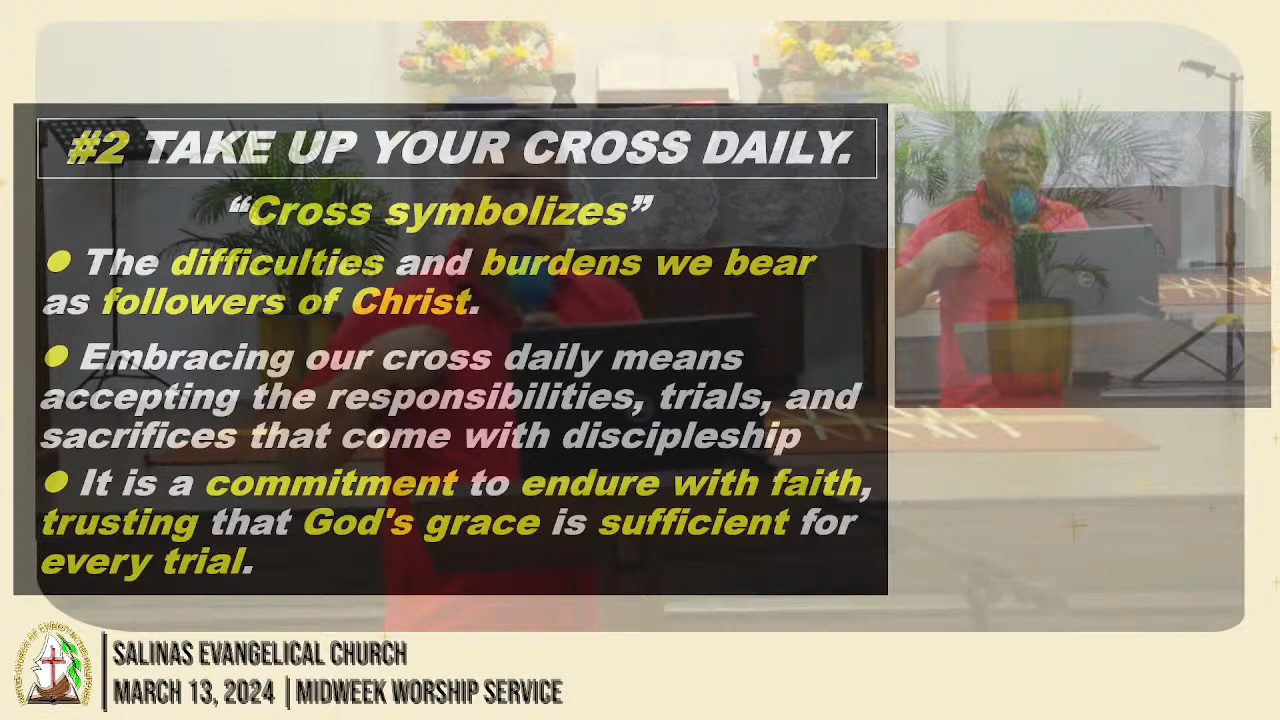 #2 TAKE UP YOUR CROSS DAILY.
“Cross symbolizes”
● The difficulties and burdens we bear
as followers of Christ.
● Embracing our cross daily means
accepting the responsibilities, trials, and
sacrifices that come with discipleship
● It is a commitment to endure with faith,
trusting that God's grace is sufficient for
every trial.
SALINAS EVANGELICAL CHURCH
MARCH 13, 2024 | MIDWEEK WORSHIP SERVICE